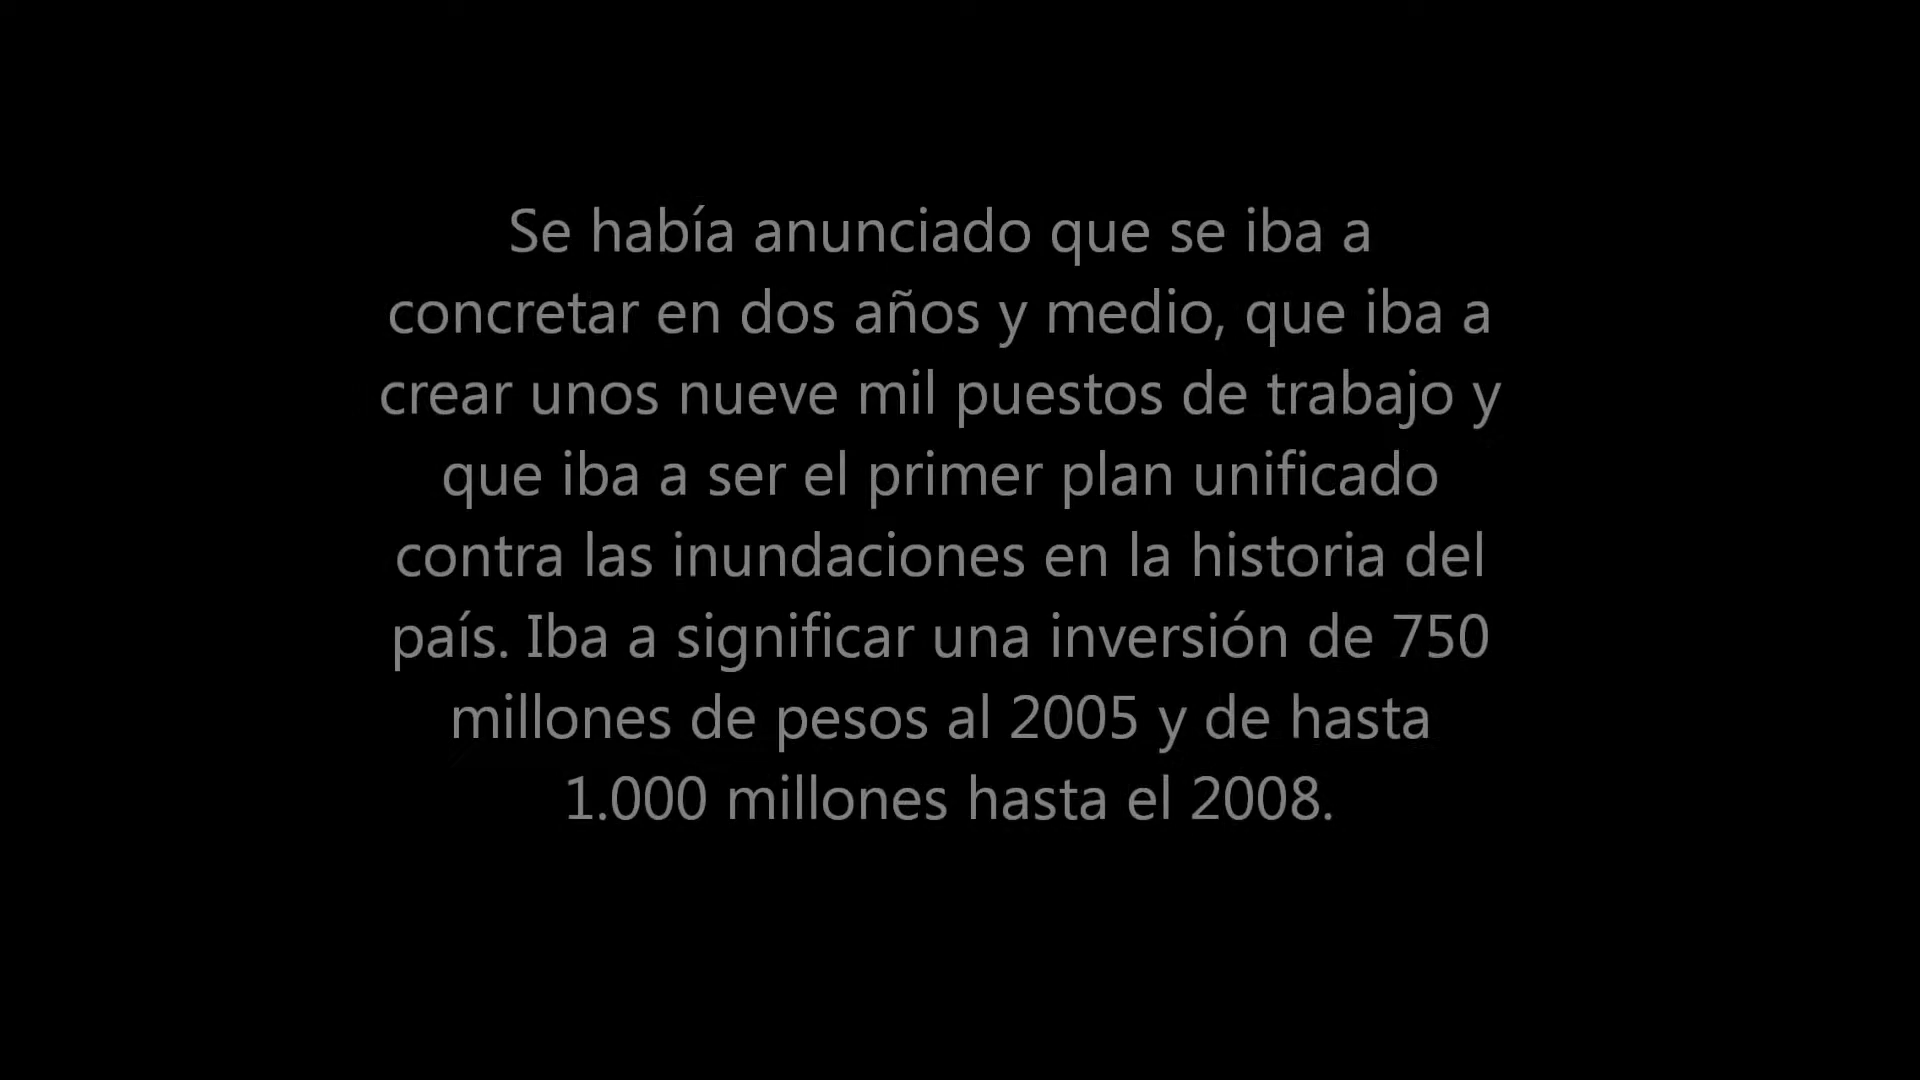 Se había anunciado que se iba a
concretar en dos años y medio, que iba a
crear unos nueve mil puestos de trabajo y
que iba a ser el primer plan unificado
contra las inundaciones en la historia del
país. Iba a significar una inversión de 750
millones de pesos al 2005 y de hasta
1.000 millones hasta el 2008.